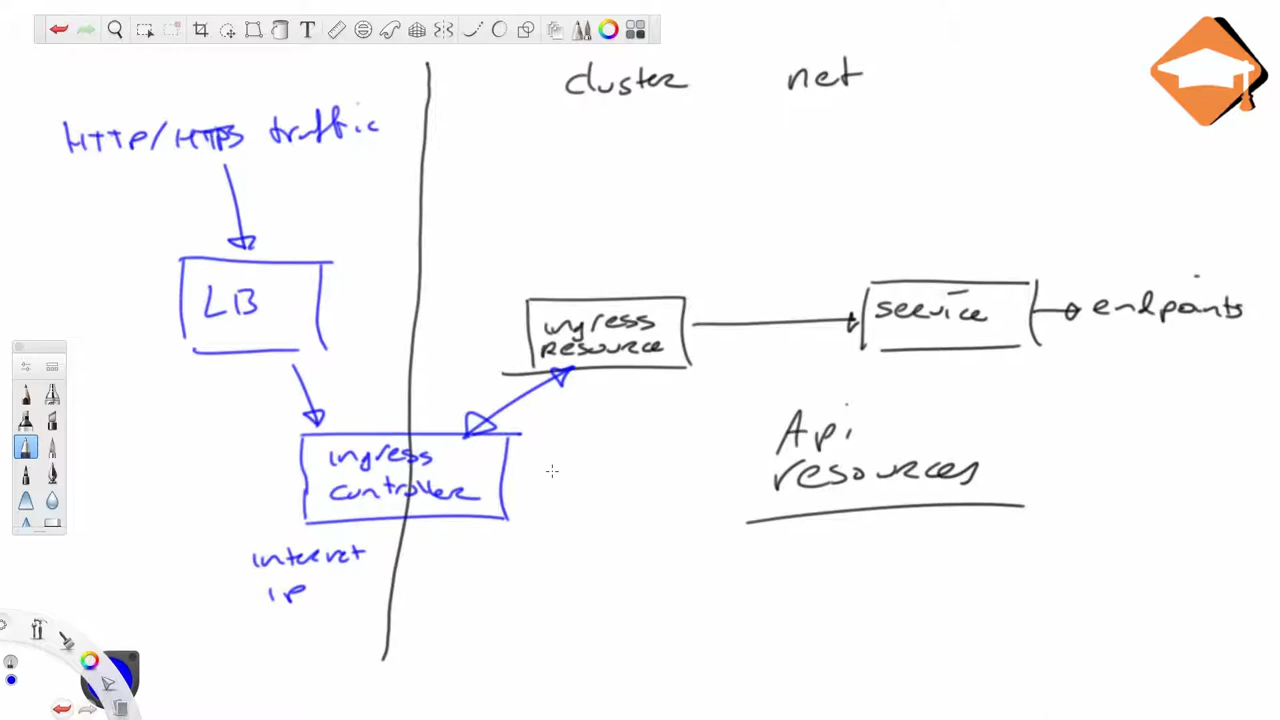 cluster net
HTTP/HTTPS traffic
LB
ingress
resource
service
endpoints
Api
resources
ingress
controller
internet
ip
T